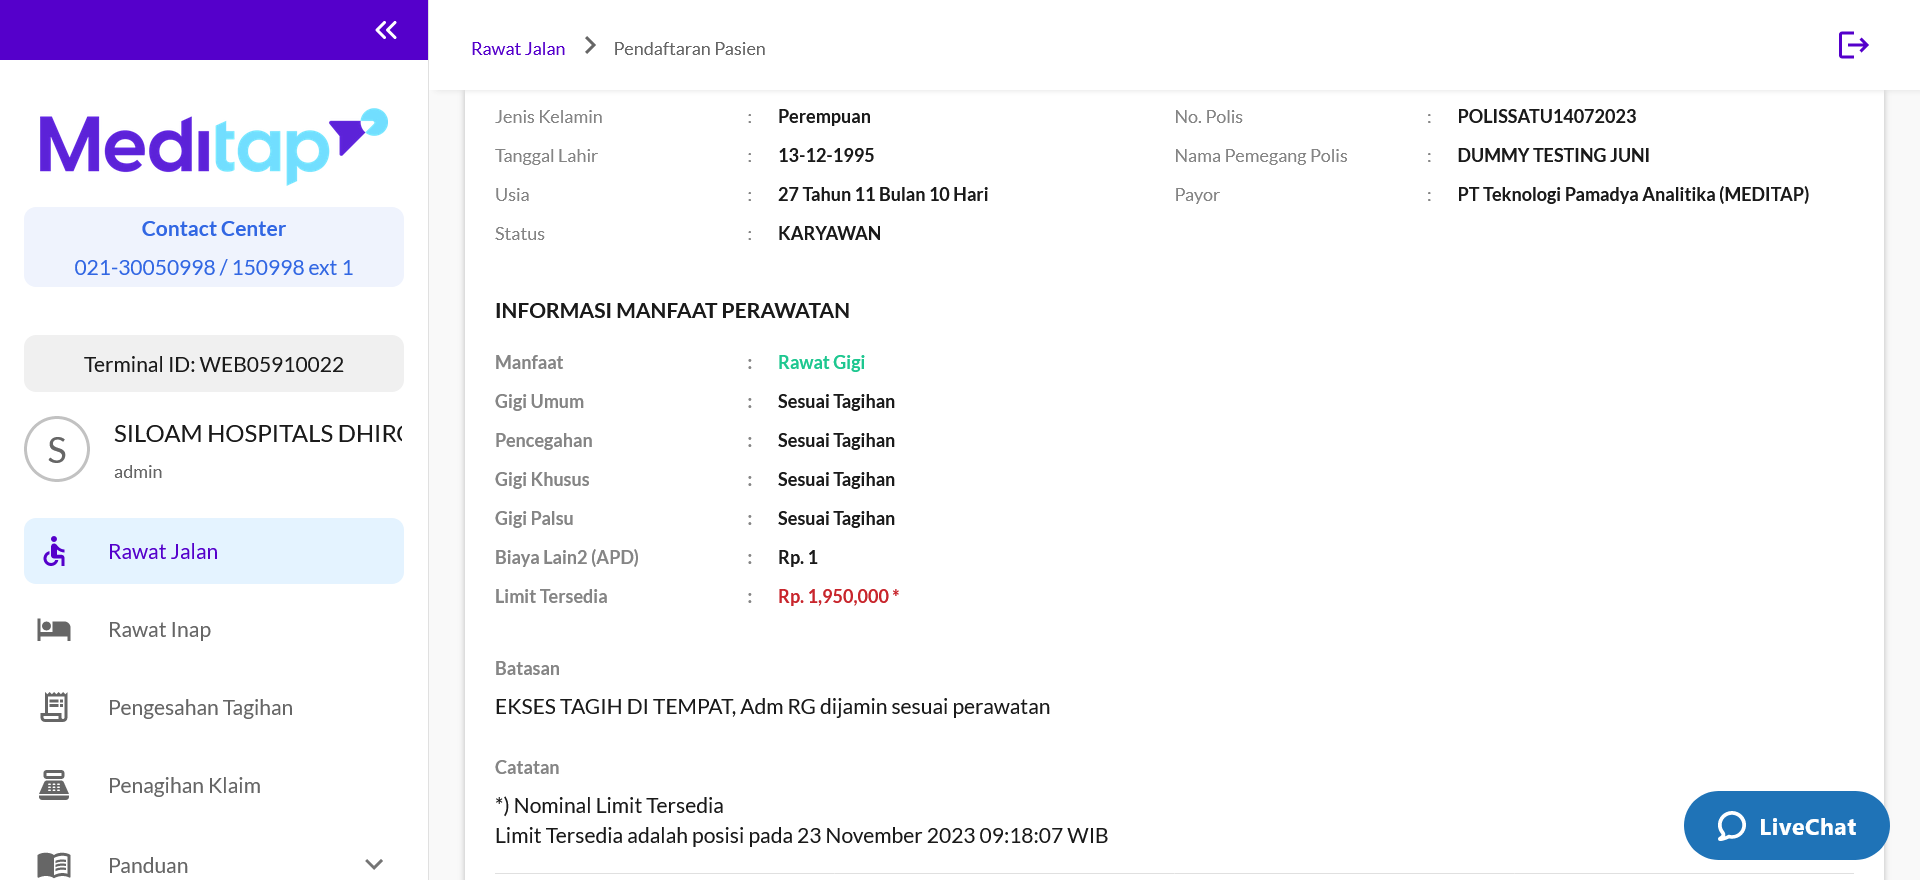 Rawat Jalan
Pendaftaran Pasien
Meditap
Contact Center
021-30050998 / 150998 ext 1
Terminal ID: WEB05910022
S
SILOAM HOSPITALS
admin
Rawat Jalan
Rawat Inap
Pengesahan Tagihan
Penagihan Klaim
Panduan
Jenis Kelamin : Perempuan
Tanggal Lahir : 13-12-1995
Usia : 27 Tahun 11 Bulan 10 Hari
Status : KARYAWAN
No. Polis : POLISSATU14072023
Nama Pemegang Polis : DUMMY TESTING JUNI
Payor : PT Teknologi Pamadya Analitika (MEDITAP)
INFORMASI MANFAAT PERAWATAN
Manfaat : Rawat Gigi
Gigi Umum : Sesuai Tagihan
Pencegahan : Sesuai Tagihan
Gigi Khusus : Sesuai Tagihan
Gigi Palsu : Sesuai Tagihan
Biaya Lain2 (APD) : Rp. 1
Limit Tersedia : Rp. 1,950,000 *
Batasan
EKSES TAGIH DI TEMPAT, Adm RG dijamin sesuai perawatan
Catatan
*) Nominal Limit Tersedia
Limit Tersedia adalah posisi pada 23 November 2023 09:18:07 WIB
LiveChat